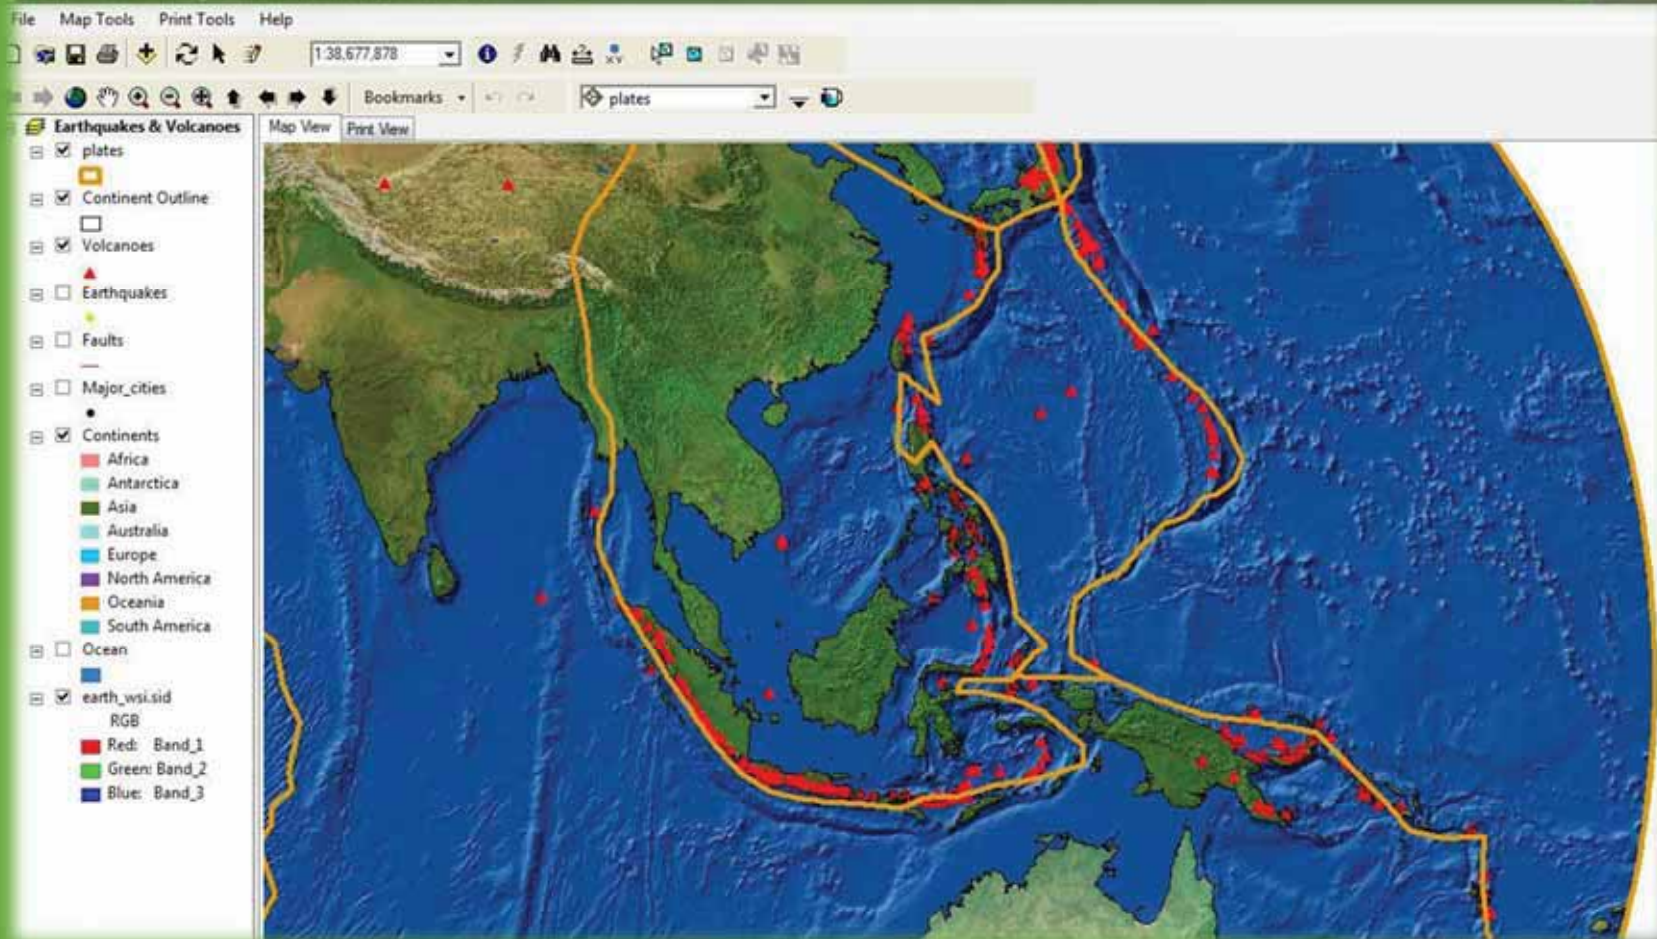 File Map Tools Print Tools Help
1:38,677,878
XY
Bookmarks
plates
Earthquakes & Volcanoes
Map View Print View
plates
Continent Outline
Volcanoes
Earthquakes
Faults
Major_cities
Continents
Africa
Antarctica
Asia
Australia
Europe
North America
Oceania
South America
Ocean
earth_wsi.sid
RGB
Red: Band_1
Green: Band_2
Blue: Band_3